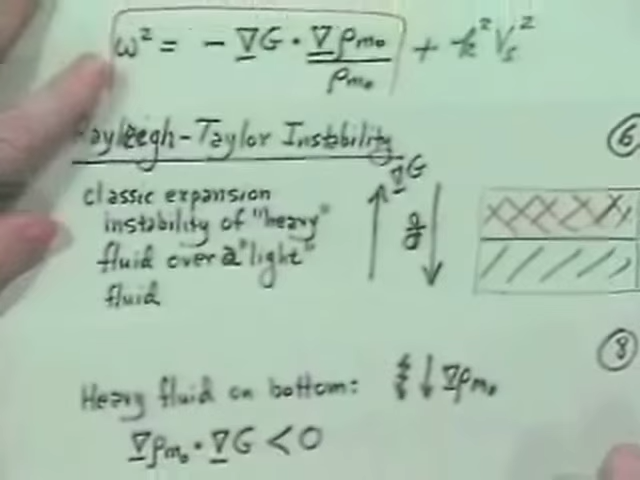 ω² = - ∇G · ∇ρm₀ / ρm₀ + k²Vs²
Rayleigh-Taylor Instability
⑥
classic expansion
instability of "heavy"
fluid over a "light"
fluid
∇G
g
⑧
Heavy fluid on bottom: ∇ρm₀
∇ρm₀ · ∇G < 0